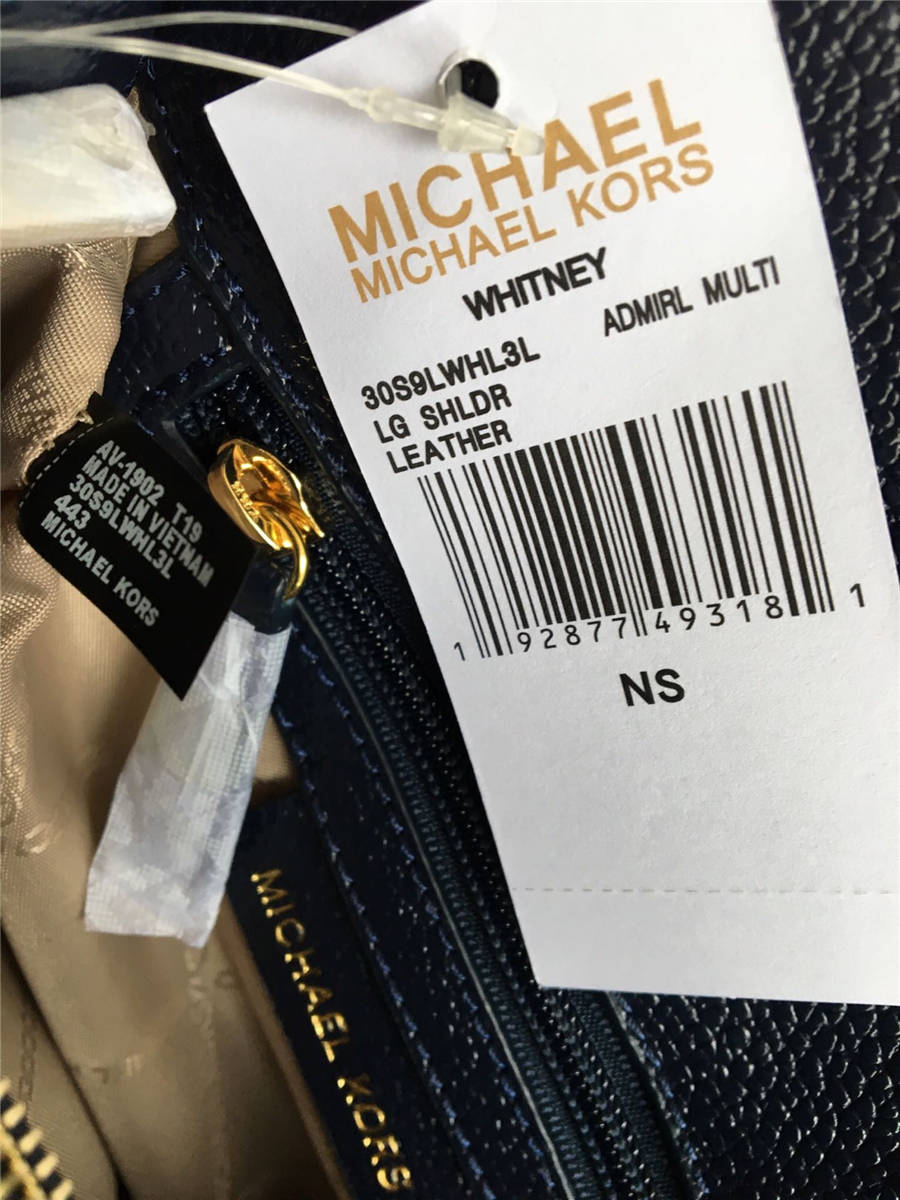 MICHAEL
MICHAEL KORS
WHITNEY
ADMIRL MULTI
30S9LWHL3L
LG SHLDR
LEATHER
1 92877 49318 1
NS
AV-1902 T19
MADE IN VIETNAM
30S9LWHL3L
443
MICHAEL KORS
MICHAEL KORS